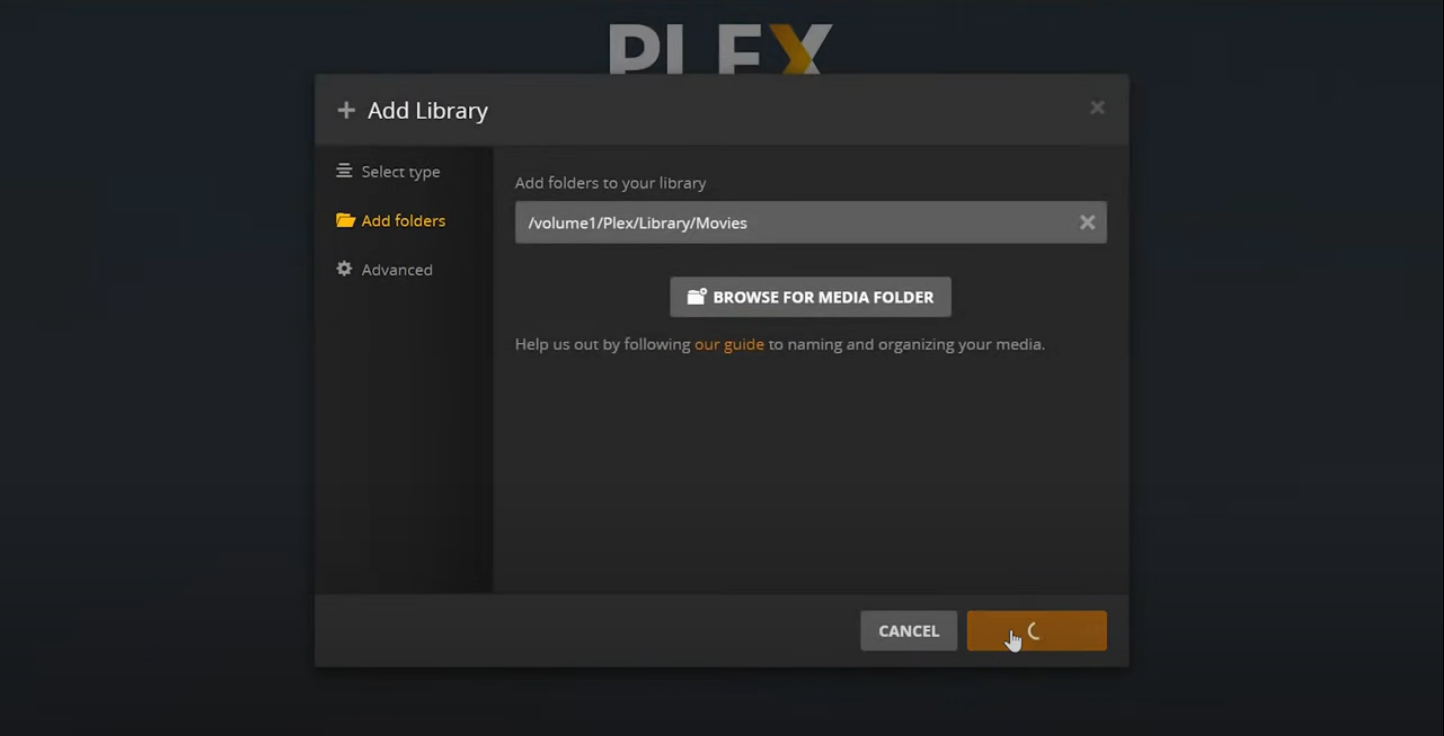 PLEX
Add Library
Select type
Add folders
Advanced
Add folders to your library
/volume1/Plex/Library/Movies
BROWSE FOR MEDIA FOLDER
Help us out by following our guide to naming and organizing your media.
CANCEL